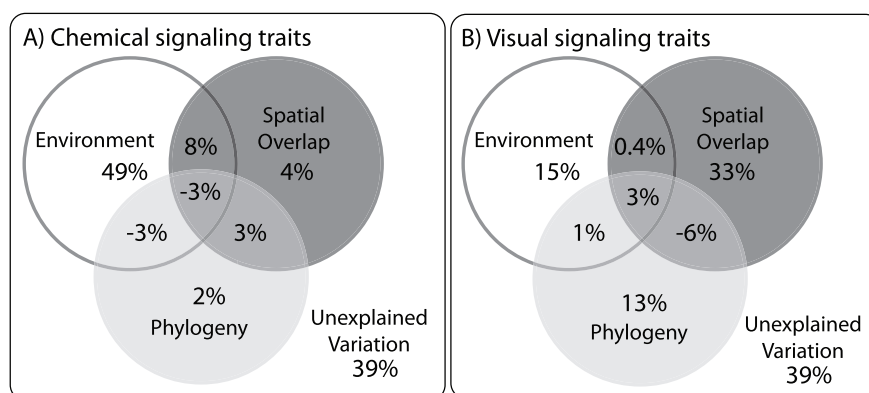 A) Chemical signaling traits
Environment
49%
8%
Spatial
Overlap
4%
-3%
-3%
3%
2%
Phylogeny
Unexplained
Variation
39%
B) Visual signaling traits
Environment
15%
0.4%
Spatial
Overlap
33%
3%
1%
-6%
13%
Phylogeny
Unexplained
Variation
39%